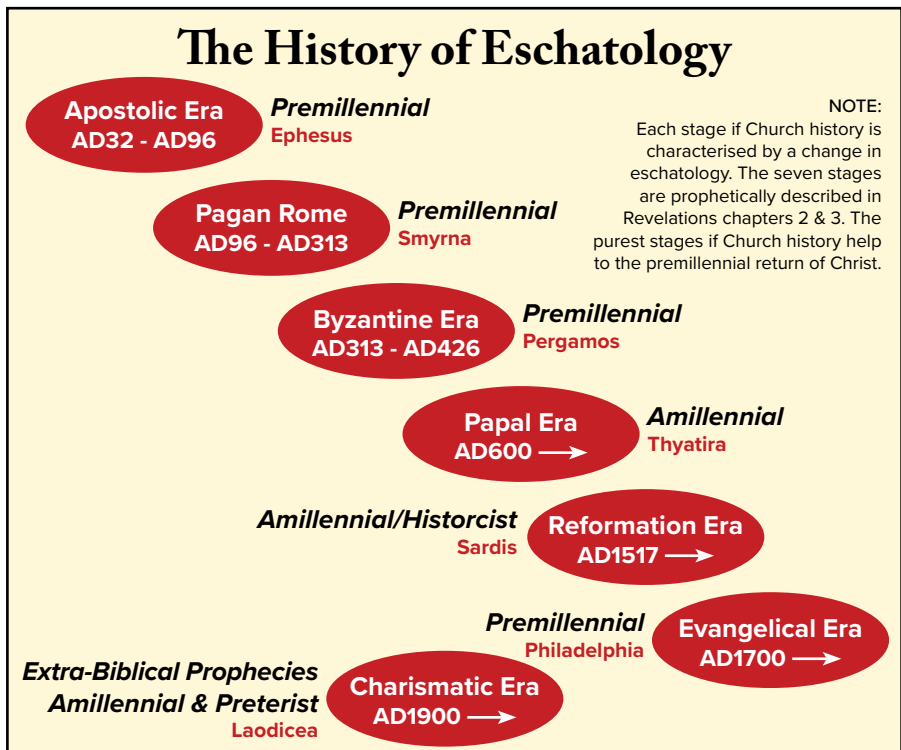 The History of Eschatology
Apostolic Era
AD32 - AD96
Premillennial
Ephesus
NOTE:
Each stage if Church history is
characterised by a change in
eschatology. The seven stages
are prophetically described in
Revelations chapters 2 & 3. The
purest stages if Church history help
to the premillennial return of Christ.
Pagan Rome
AD96 - AD313
Premillennial
Smyrna
Byzantine Era
AD313 - AD426
Premillennial
Pergamos
Papal Era
AD600 ⟶
Amillennial
Thyatira
Amillennial/Historcist
Sardis
Reformation Era
AD1517 ⟶
Premillennial
Philadelphia
Evangelical Era
AD1700 ⟶
Extra-Biblical Prophecies
Amillennial & Preterist
Laodicea
Charismatic Era
AD1900 ⟶